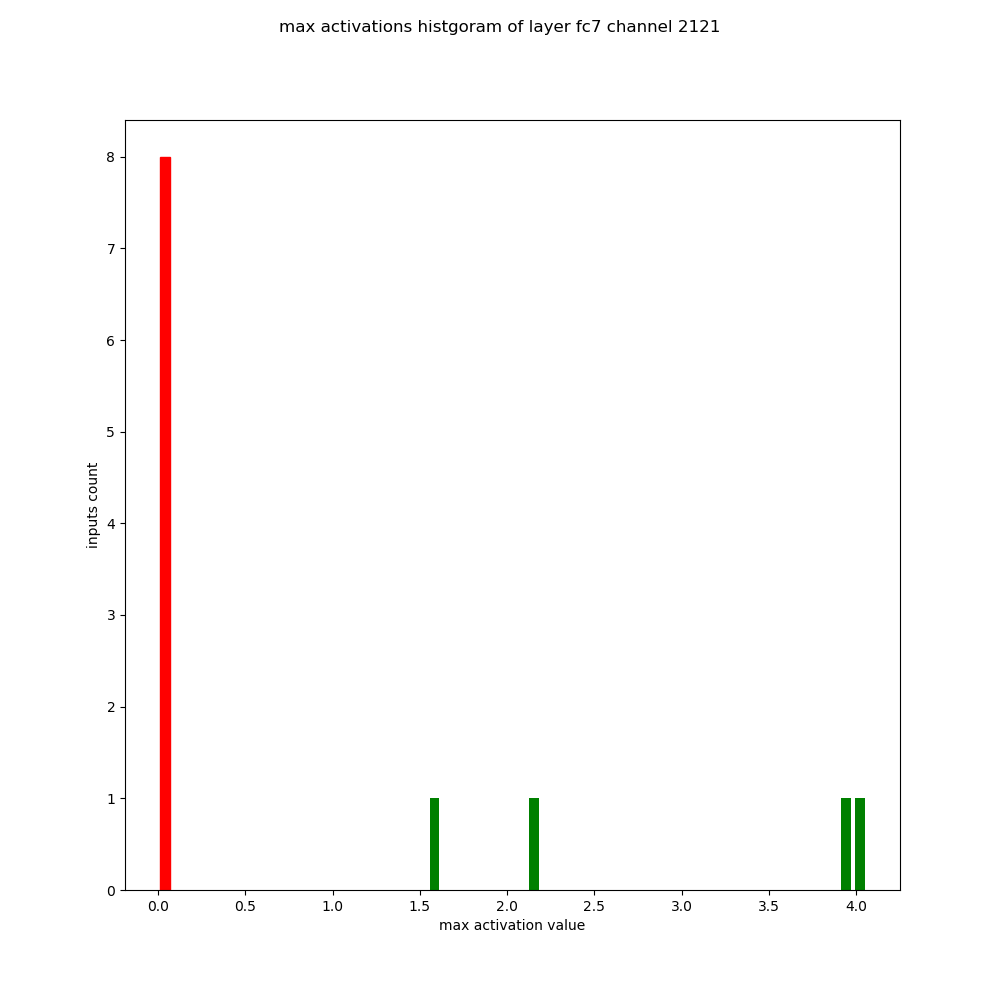 max activations histgoram of layer fc7 channel 2121
8
7
6
5
4
3
2
1
0
inputs count
0.0 0.5 1.0 1.5 2.0 2.5 3.0 3.5 4.0
max activation value